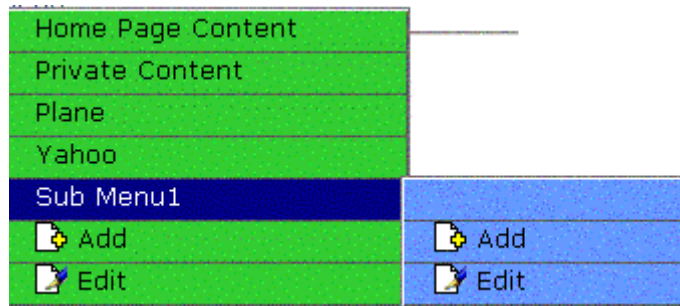 Home Page Content
Private Content
Plane
Yahoo
Sub Menu1
Add Add
Edit Edit